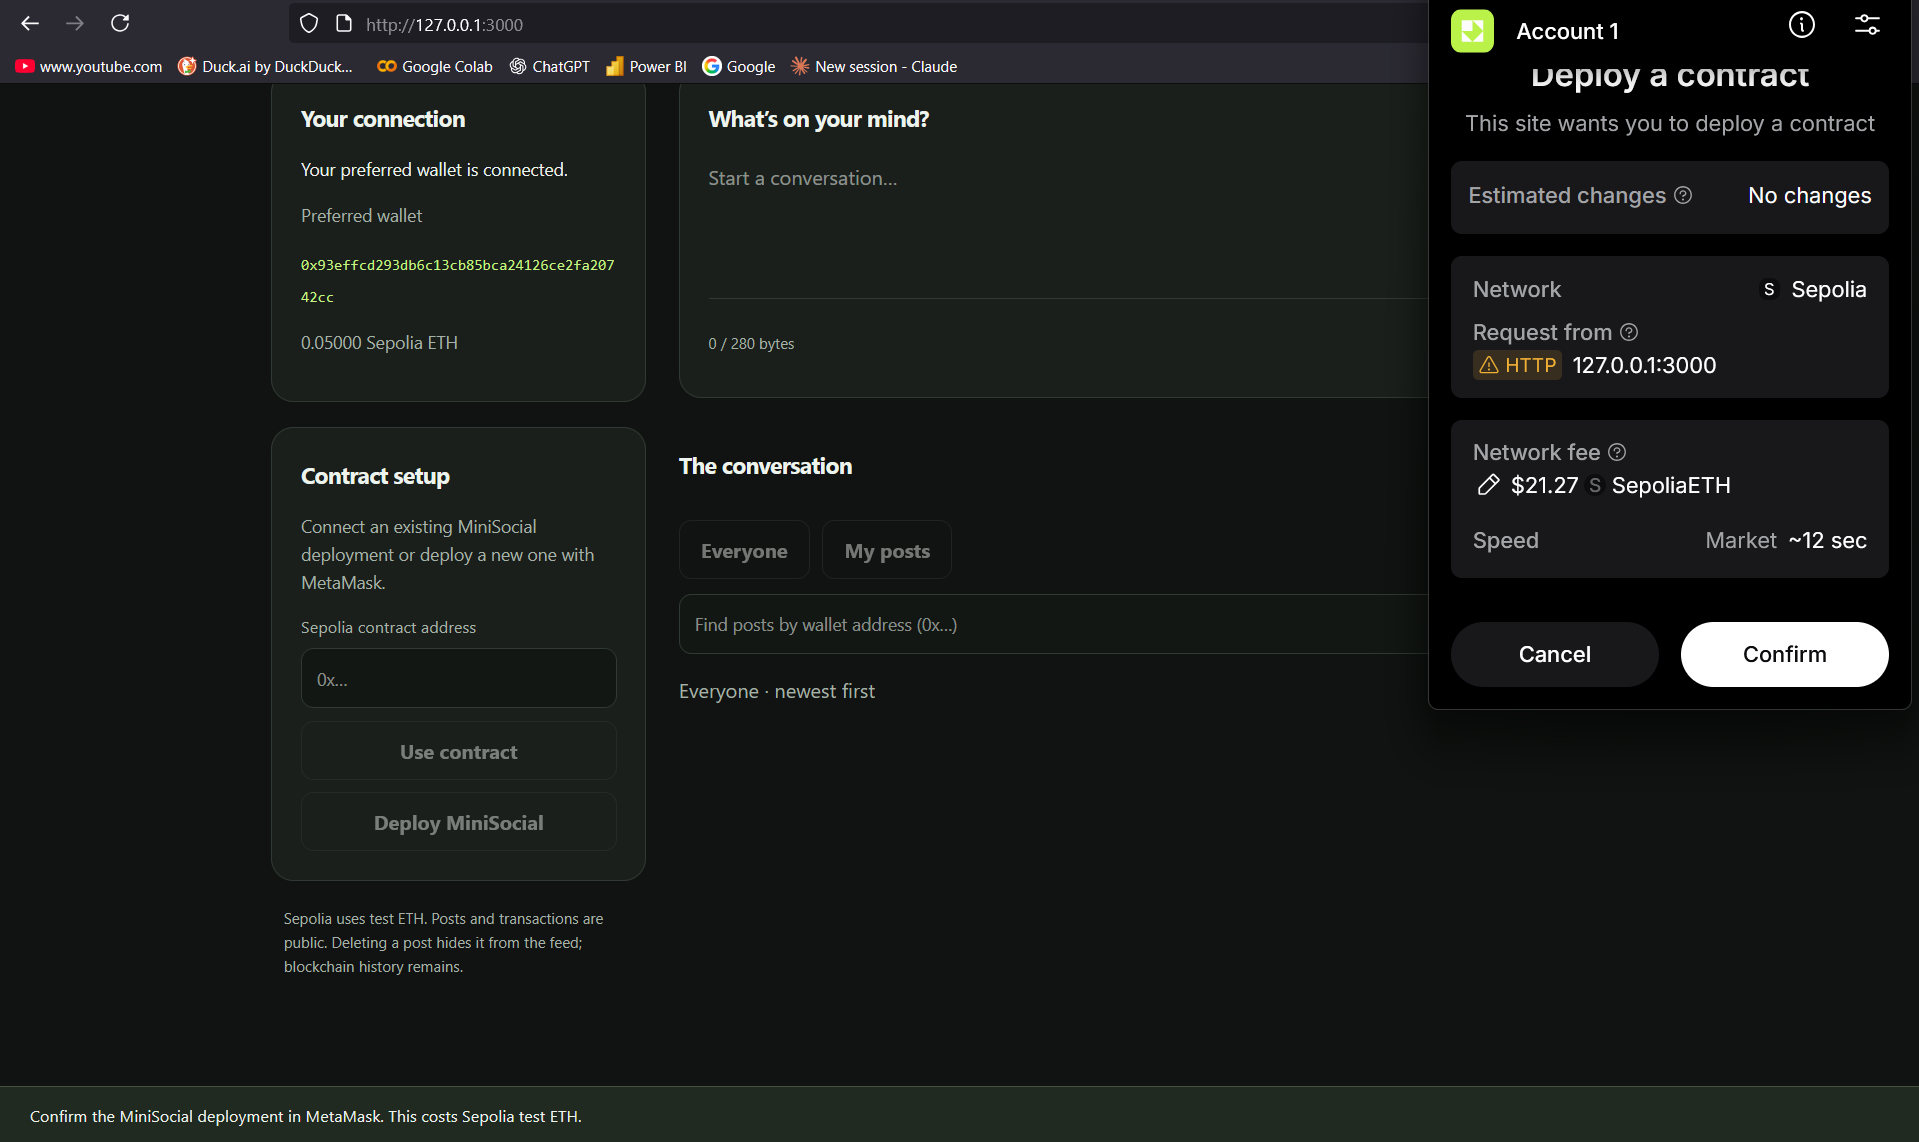 http://127.0.0.1:3000
www.youtube.com
Duck.ai by DuckDuck...
Google Colab
ChatGPT
Power BI
Google
New session - Claude
Your connection
Your preferred wallet is connected.
Preferred wallet
0x93effcd293db6c13cb85bca24126ce2fa207
42cc
0.05000 Sepolia ETH
Contract setup
Connect an existing MiniSocial
deployment or deploy a new one with
MetaMask.
Sepolia contract address
0x...
Use contract
Deploy MiniSocial
Sepolia uses test ETH. Posts and transactions are
public. Deleting a post hides it from the feed;
blockchain history remains.
What's on your mind?
Start a conversation...
0 / 280 bytes
The conversation
Everyone
My posts
Find posts by wallet address (0x...)
Everyone · newest first
Account 1
Deploy a contract
This site wants you to deploy a contract
Estimated changes
No changes
Network
S Sepolia
Request from
HTTP 127.0.0.1:3000
Network fee
$21.27 S SepoliaETH
Speed
Market ~12 sec
Cancel
Confirm
Confirm the MiniSocial deployment in MetaMask. This costs Sepolia test ETH.